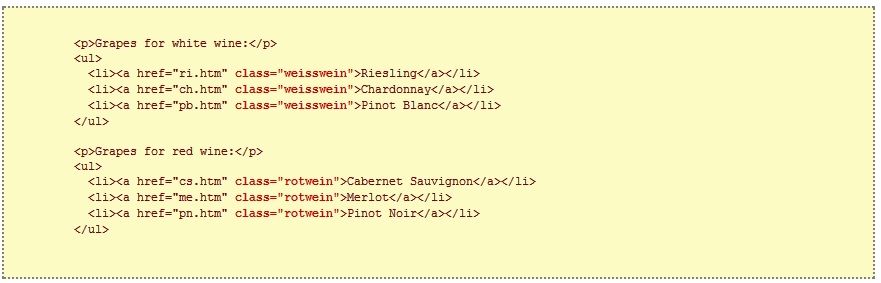 <p>Grapes for white wine:</p>
<ul>
<li><a href="ri.htm" class="weisswein">Riesling</a></li>
<li><a href="ch.htm" class="weisswein">Chardonnay</a></li>
<li><a href="pb.htm" class="weisswein">Pinot Blanc</a></li>
</ul>
<p>Grapes for red wine:</p>
<ul>
<li><a href="cs.htm" class="rotwein">Cabernet Sauvignon</a></li>
<li><a href="me.htm" class="rotwein">Merlot</a></li>
<li><a href="pn.htm" class="rotwein">Pinot Noir</a></li>
</ul>